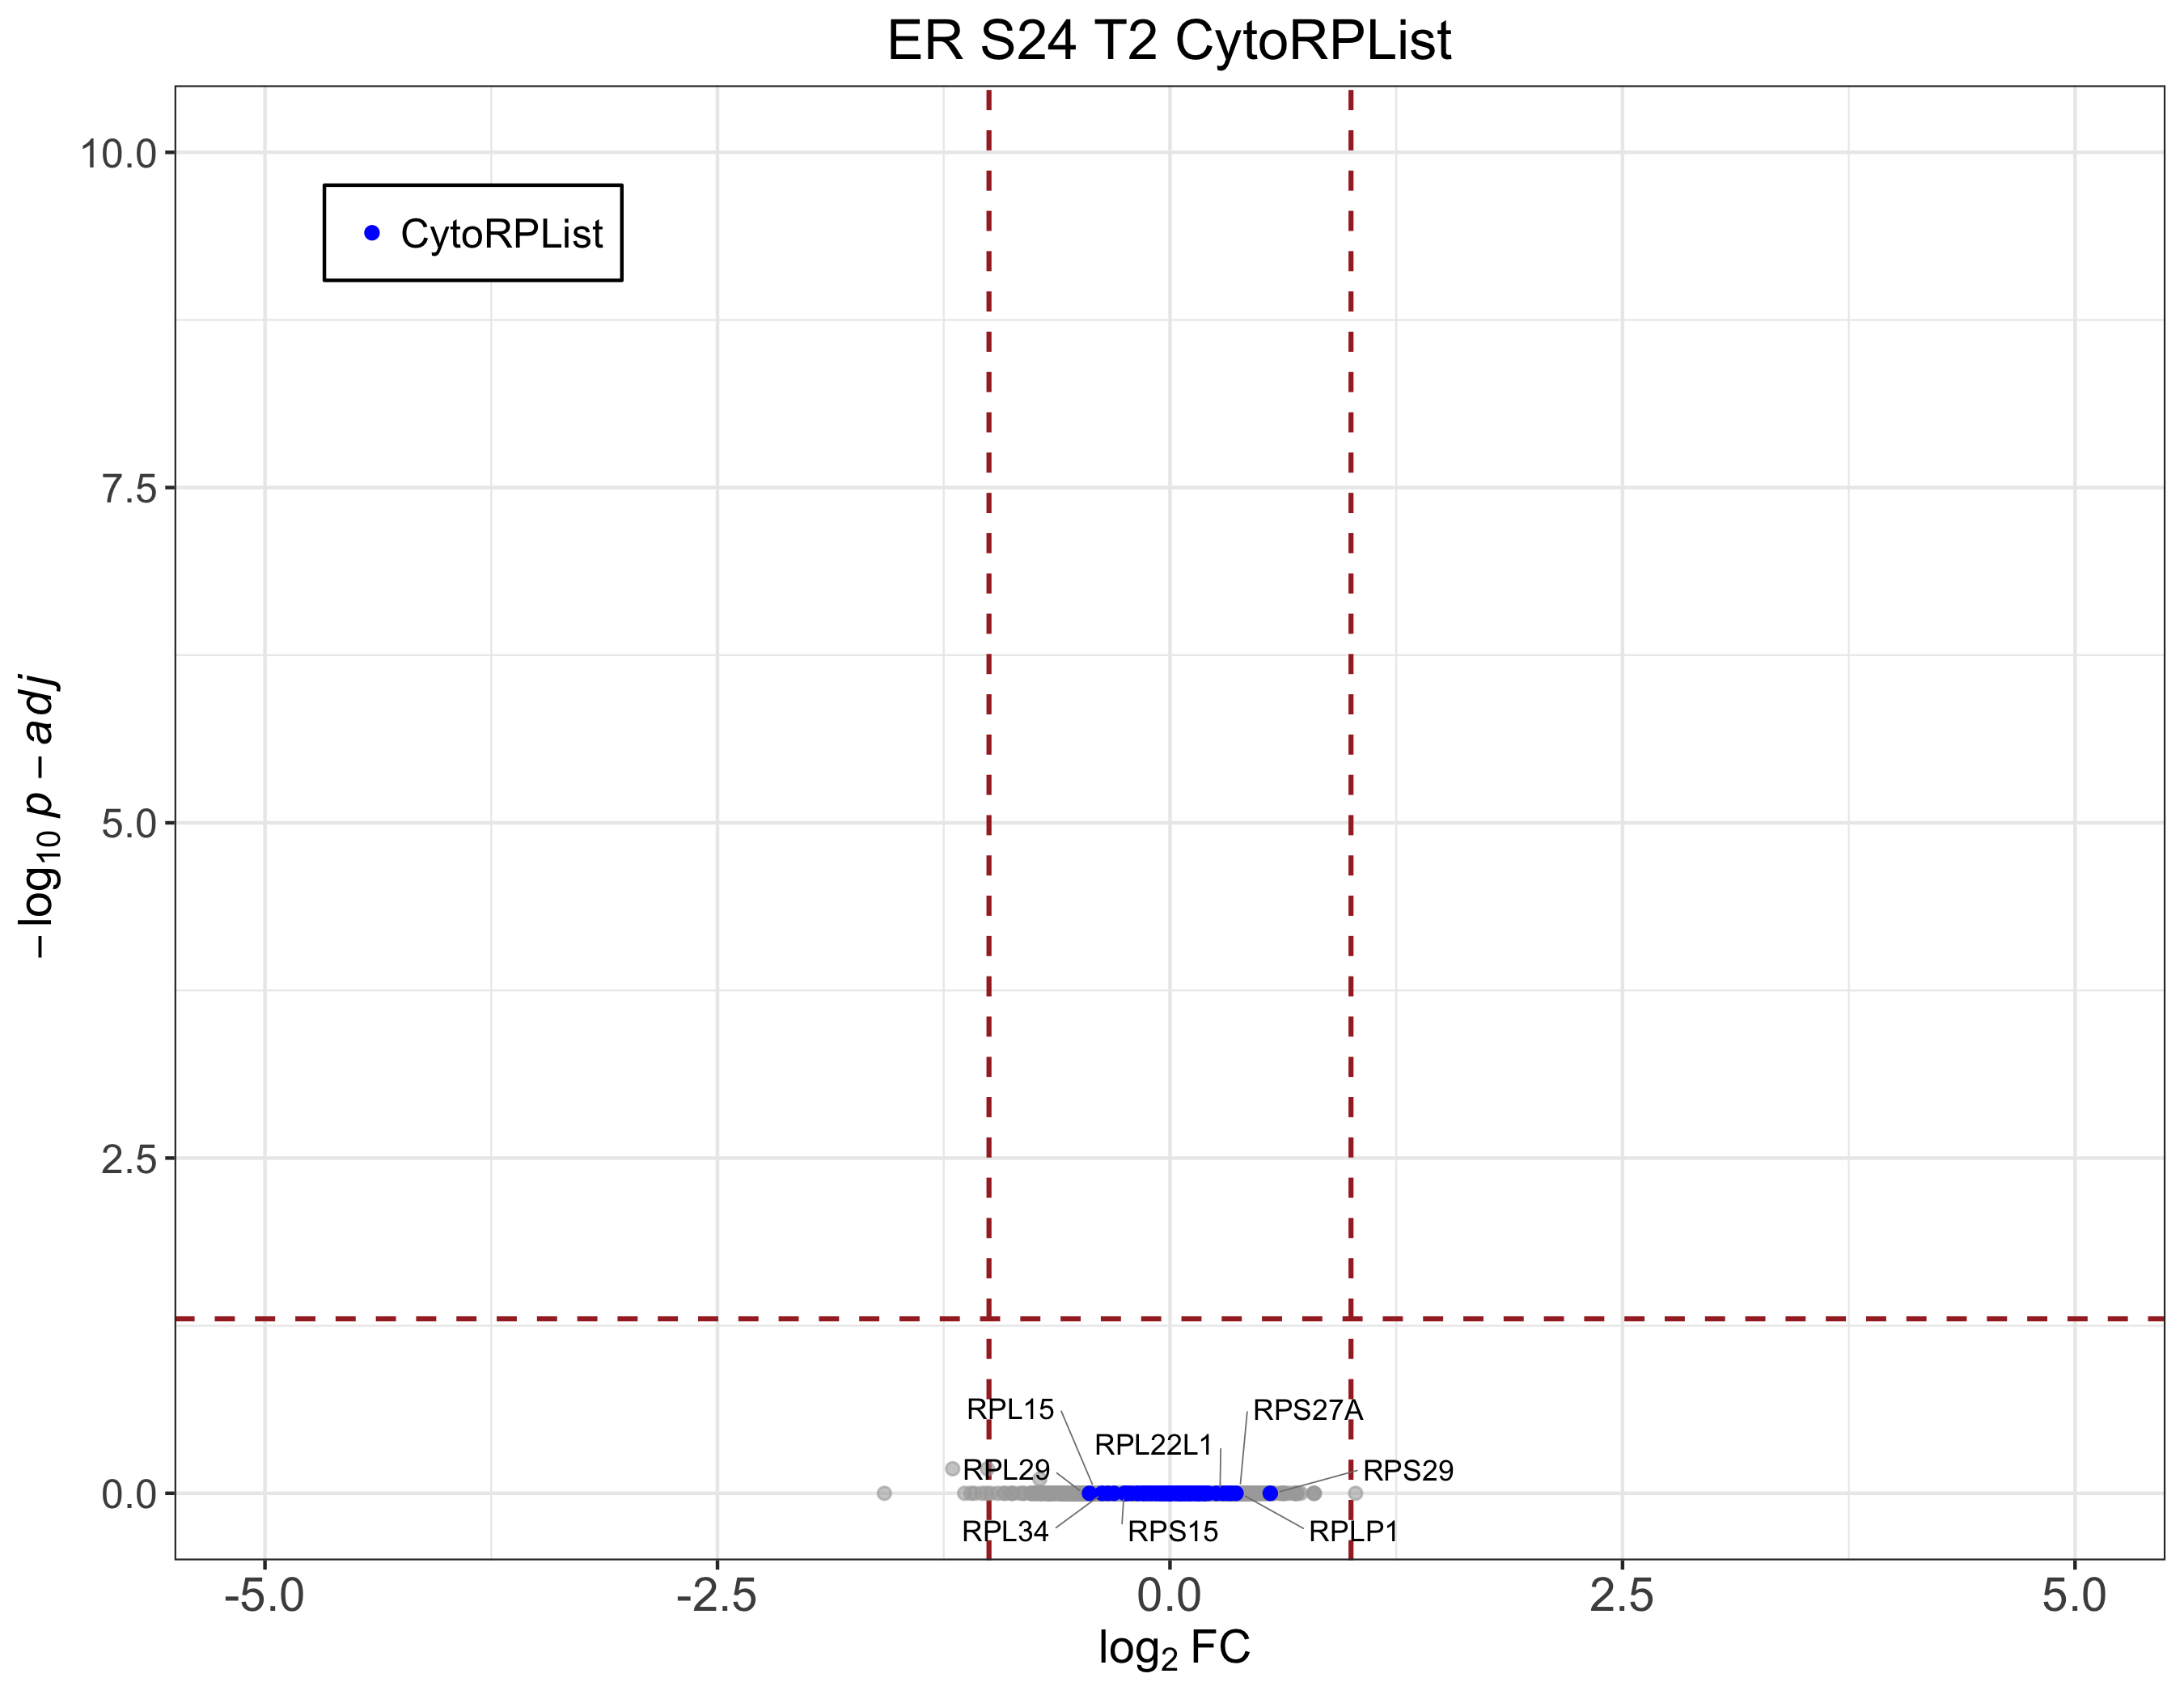 ER S24 T2 CytoRPList
10.0
CytoRPList
7.5
−log10 p − adj
5.0
2.5
RPL15
RPS27A
RPL22L1
RPL29
RPS29
0.0
RPL34
RPS15
RPLP1
-5.0
-2.5
0.0
2.5
5.0
log2 FC